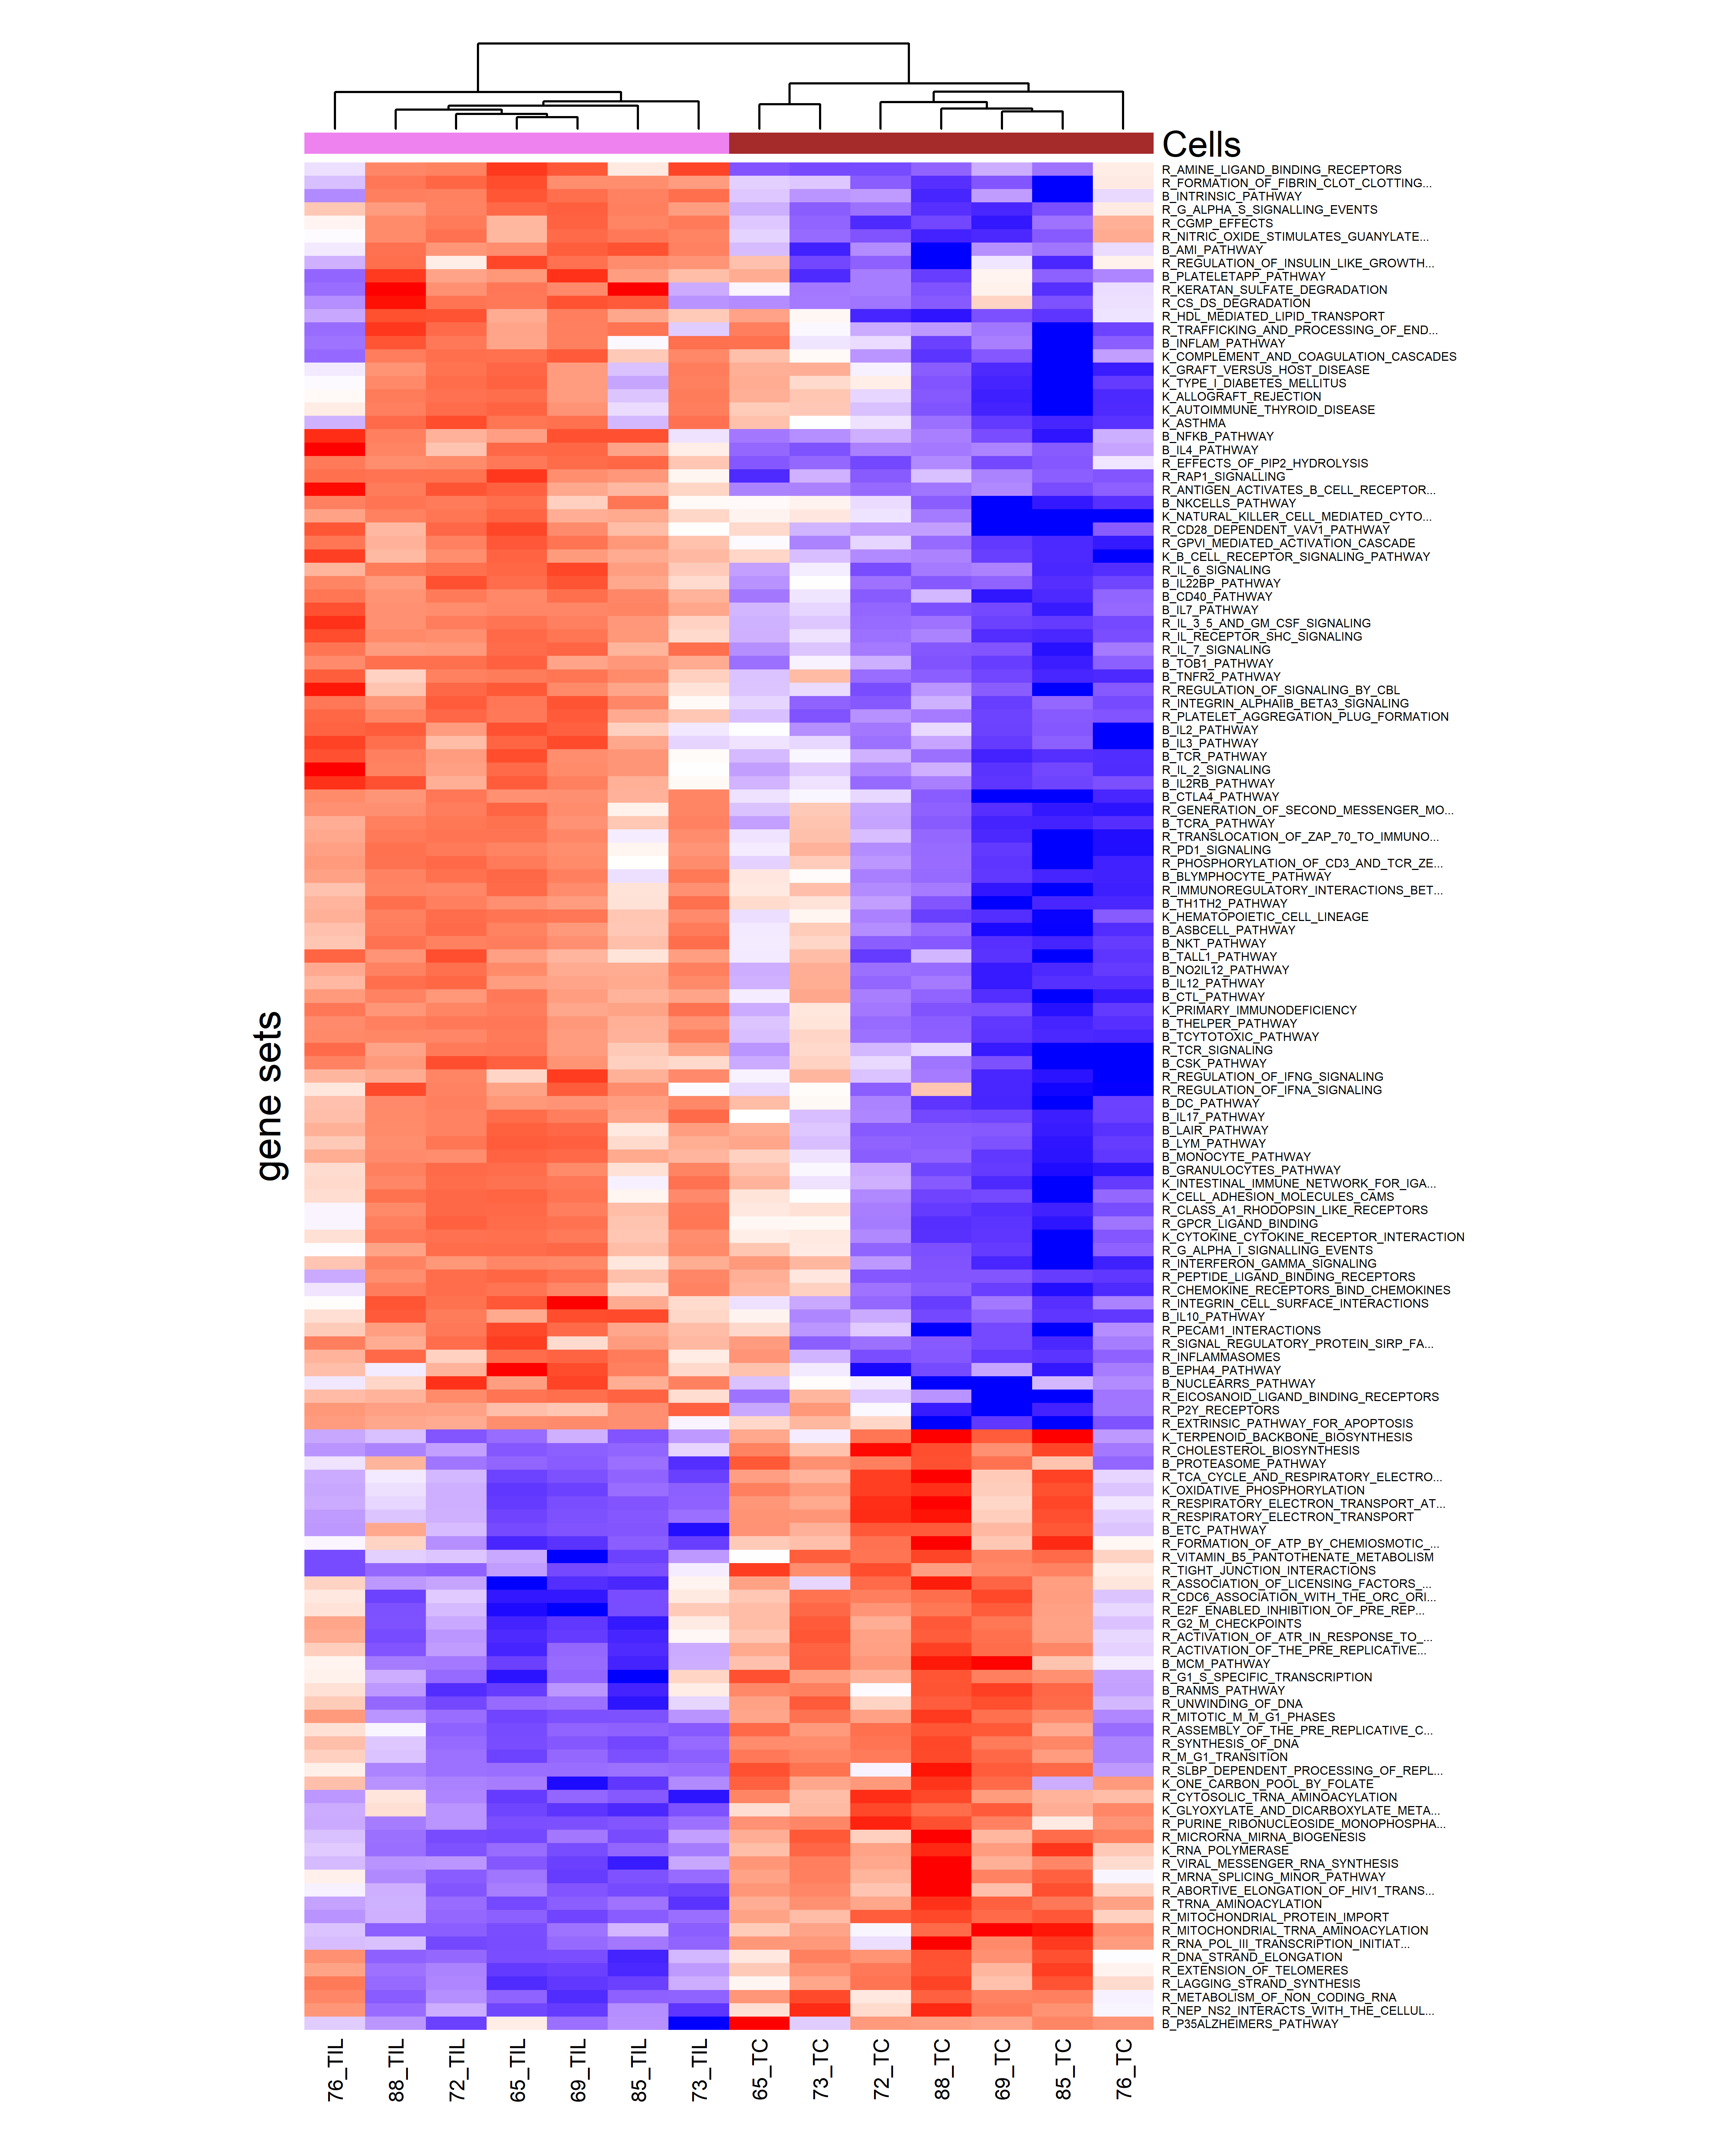 Cells
R_AMINE_LIGAND_BINDING_RECEPTORS
R_FORMATION_OF_FIBRIN_CLOT_CLOTTING...
B_INTRINSIC_PATHWAY
R_G_ALPHA_S_SIGNALLING_EVENTS
R_CGMP_EFFECTS
R_NITRIC_OXIDE_STIMULATES_GUANYLATE...
B_AMI_PATHWAY
R_REGULATION_OF_INSULIN_LIKE_GROWTH...
B_PLATELETAPP_PATHWAY
R_KERATAN_SULFATE_DEGRADATION
R_CS_DS_DEGRADATION
R_HDL_MEDIATED_LIPID_TRANSPORT
R_TRAFFICKING_AND_PROCESSING_OF_END...
B_INFLAM_PATHWAY
K_COMPLEMENT_AND_COAGULATION_CASCADES
K_GRAFT_VERSUS_HOST_DISEASE
K_TYPE_I_DIABETES_MELLITUS
K_ALLOGRAFT_REJECTION
K_AUTOIMMUNE_THYROID_DISEASE
K_ASTHMA
B_NFKB_PATHWAY
B_IL4_PATHWAY
R_EFFECTS_OF_PIP2_HYDROLYSIS
R_RAP1_SIGNALLING
R_ANTIGEN_ACTIVATES_B_CELL_RECEPTOR...
B_NKCELLS_PATHWAY
K_NATURAL_KILLER_CELL_MEDIATED_CYTO...
R_CD28_DEPENDENT_VAV1_PATHWAY
R_GPVI_MEDIATED_ACTIVATION_CASCADE
K_B_CELL_RECEPTOR_SIGNALING_PATHWAY
R_IL_6_SIGNALING
B_IL22BP_PATHWAY
B_CD40_PATHWAY
B_IL7_PATHWAY
R_IL_3_5_AND_GM_CSF_SIGNALING
R_IL_RECEPTOR_SHC_SIGNALING
R_IL_7_SIGNALING
B_TOB1_PATHWAY
B_TNFR2_PATHWAY
R_REGULATION_OF_SIGNALING_BY_CBL
R_INTEGRIN_ALPHAIIB_BETA3_SIGNALING
R_PLATELET_AGGREGATION_PLUG_FORMATION
B_IL2_PATHWAY
B_IL3_PATHWAY
B_TCR_PATHWAY
R_IL_2_SIGNALING
B_IL2RB_PATHWAY
B_CTLA4_PATHWAY
R_GENERATION_OF_SECOND_MESSENGER_MO...
B_TCRA_PATHWAY
R_TRANSLOCATION_OF_ZAP_70_TO_IMMUNO...
R_PD1_SIGNALING
R_PHOSPHORYLATION_OF_CD3_AND_TCR_ZE...
B_BLYMPHOCYTE_PATHWAY
R_IMMUNOREGULATORY_INTERACTIONS_BET...
B_TH1TH2_PATHWAY
K_HEMATOPOIETIC_CELL_LINEAGE
B_ASBCELL_PATHWAY
B_NKT_PATHWAY
B_TALL1_PATHWAY
B_NO2IL12_PATHWAY
B_IL12_PATHWAY
B_CTL_PATHWAY
K_PRIMARY_IMMUNODEFICIENCY
B_THELPER_PATHWAY
B_TCYTOTOXIC_PATHWAY
R_TCR_SIGNALING
B_CSK_PATHWAY
R_REGULATION_OF_IFNG_SIGNALING
R_REGULATION_OF_IFNA_SIGNALING
B_DC_PATHWAY
B_IL17_PATHWAY
B_LAIR_PATHWAY
B_LYM_PATHWAY
B_MONOCYTE_PATHWAY
B_GRANULOCYTES_PATHWAY
K_INTESTINAL_IMMUNE_NETWORK_FOR_IGA...
K_CELL_ADHESION_MOLECULES_CAMS
R_CLASS_A1_RHODOPSIN_LIKE_RECEPTORS
R_GPCR_LIGAND_BINDING
K_CYTOKINE_CYTOKINE_RECEPTOR_INTERACTION
R_G_ALPHA_I_SIGNALLING_EVENTS
R_INTERFERON_GAMMA_SIGNALING
R_PEPTIDE_LIGAND_BINDING_RECEPTORS
R_CHEMOKINE_RECEPTORS_BIND_CHEMOKINES
R_INTEGRIN_CELL_SURFACE_INTERACTIONS
B_IL10_PATHWAY
R_PECAM1_INTERACTIONS
R_SIGNAL_REGULATORY_PROTEIN_SIRP_FA...
R_INFLAMMASOMES
B_EPHA4_PATHWAY
B_NUCLEARRS_PATHWAY
R_EICOSANOID_LIGAND_BINDING_RECEPTORS
R_P2Y_RECEPTORS
R_EXTRINSIC_PATHWAY_FOR_APOPTOSIS
K_TERPENOID_BACKBONE_BIOSYNTHESIS
R_CHOLESTEROL_BIOSYNTHESIS
B_PROTEASOME_PATHWAY
R_TCA_CYCLE_AND_RESPIRATORY_ELECTRO...
K_OXIDATIVE_PHOSPHORYLATION
R_RESPIRATORY_ELECTRON_TRANSPORT_AT...
R_RESPIRATORY_ELECTRON_TRANSPORT
B_ETC_PATHWAY
R_FORMATION_OF_ATP_BY_CHEMIOSMOTIC_...
R_VITAMIN_B5_PANTOTHENATE_METABOLISM
R_TIGHT_JUNCTION_INTERACTIONS
R_ASSOCIATION_OF_LICENSING_FACTORS_...
R_CDC6_ASSOCIATION_WITH_THE_ORC_ORI...
R_E2F_ENABLED_INHIBITION_OF_PRE_REP...
R_G2_M_CHECKPOINTS
R_ACTIVATION_OF_ATR_IN_RESPONSE_TO_...
R_ACTIVATION_OF_THE_PRE_REPLICATIVE...
B_MCM_PATHWAY
R_G1_S_SPECIFIC_TRANSCRIPTION
B_RANMS_PATHWAY
R_UNWINDING_OF_DNA
R_MITOTIC_M_M_G1_PHASES
R_ASSEMBLY_OF_THE_PRE_REPLICATIVE_C...
R_SYNTHESIS_OF_DNA
R_M_G1_TRANSITION
R_SLBP_DEPENDENT_PROCESSING_OF_REPL...
K_ONE_CARBON_POOL_BY_FOLATE
R_CYTOSOLIC_TRNA_AMINOACYLATION
K_GLYOXYLATE_AND_DICARBOXYLATE_META...
R_PURINE_RIBONUCLEOSIDE_MONOPHOSPHA...
R_MICRORNA_MIRNA_BIOGENESIS
K_RNA_POLYMERASE
R_VIRAL_MESSENGER_RNA_SYNTHESIS
R_MRNA_SPLICING_MINOR_PATHWAY
R_ABORTIVE_ELONGATION_OF_HIV1_TRANS...
R_TRNA_AMINOACYLATION
R_MITOCHONDRIAL_PROTEIN_IMPORT
R_MITOCHONDRIAL_TRNA_AMINOACYLATION
R_RNA_POL_III_TRANSCRIPTION_INITIAT...
R_DNA_STRAND_ELONGATION
R_EXTENSION_OF_TELOMERES
R_LAGGING_STRAND_SYNTHESIS
R_METABOLISM_OF_NON_CODING_RNA
R_NEP_NS2_INTERACTS_WITH_THE_CELLUL...
B_P35ALZHEIMERS_PATHWAY
gene sets
76_TIL
88_TIL
72_TIL
65_TIL
69_TIL
85_TIL
73_TIL
65_TC
73_TC
72_TC
88_TC
69_TC
85_TC
76_TC